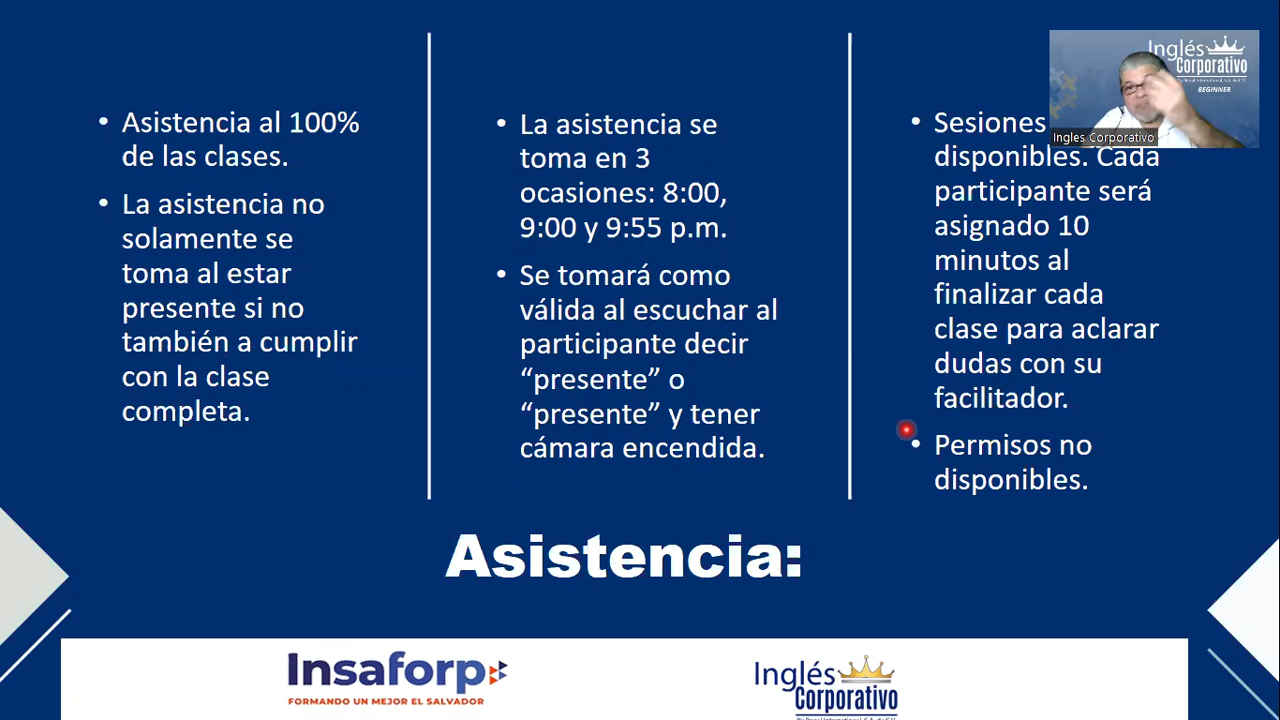 Asistencia al 100%
de las clases.
La asistencia no
solamente se
toma al estar
presente si no
también a cumplir
con la clase
completa.
La asistencia se
toma en 3
ocasiones: 8:00,
9:00 y 9:55 p.m.
Se tomará como
válida al escuchar al
participante decir
“presente” o
“presente” y tener
cámara encendida.
Sesiones
disponibles. Cada
participante será
asignado 10
minutos al
finalizar cada
clase para aclarar
dudas con su
facilitador.
Permisos no
disponibles.
Inglés
Corporativo
BEGINNER
Ingles Corporativo
Asistencia:
Insaforp
FORMANDO UN MEJOR EL SALVADOR
Inglés
Corporativo